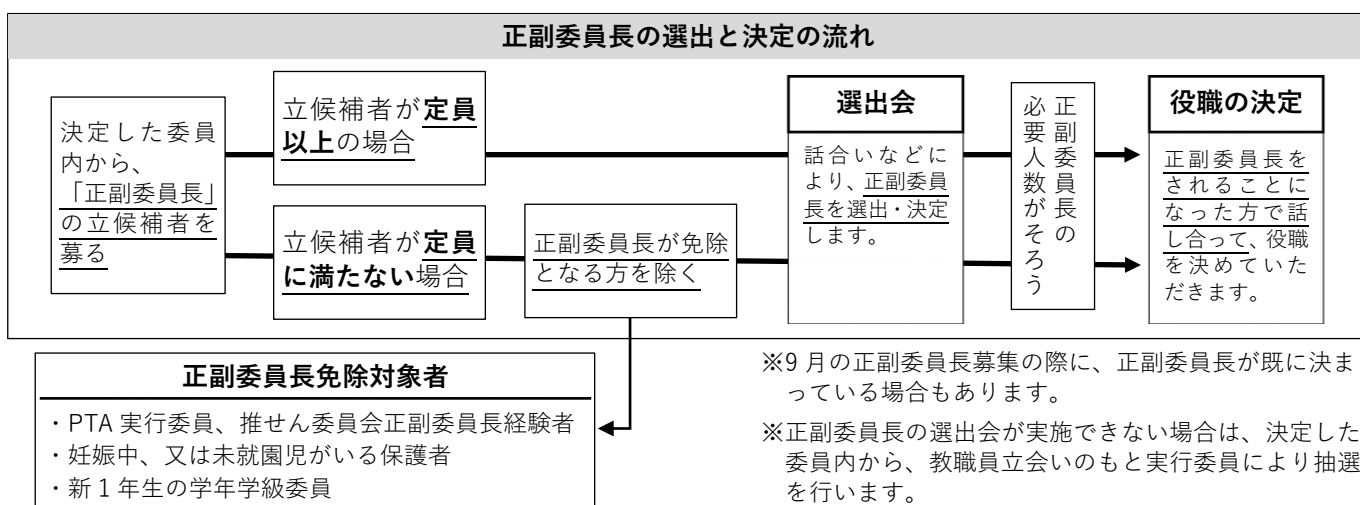 正副委員長の選出と決定の流れ
決定した委員
内から、
「正副委員長」
の立候補者を
募る
立候補者が定員
以上の場合
立候補者が定員
に満たない場合
正副委員長が免除
となる方を除く
選出会
話合いなどに
より、正副委員
長を選出・決定
します。
正副委員長の
必要人数がそろう
役職の決定
正副委員長を
されることに
なった方で話
し合って、役職
を決めていた
だきます。
正副委員長免除対象者
・PTA 実行委員、推せん委員会正副委員長経験者
・妊娠中、又は未就園児がいる保護者
・新 1 年生の学年学級委員
※9 月の正副委員長募集の際に、正副委員長が既に決ま
っている場合もあります。
※正副委員長の選出会が実施できない場合は、決定した
委員内から、教職員立会いのもと実行委員により抽選
を行います。